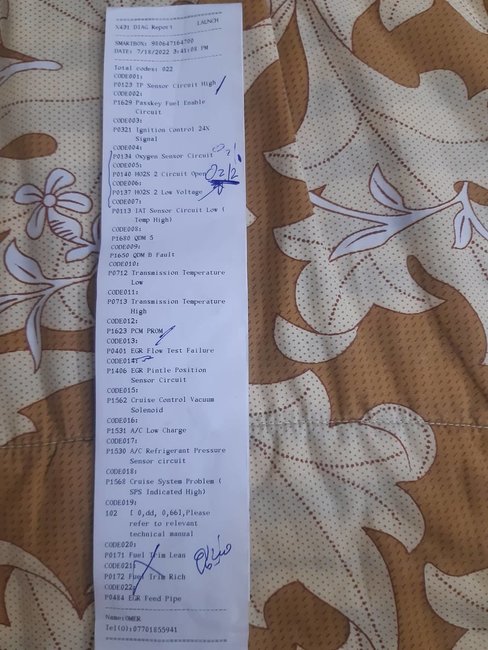 X431 DIAG Report LAUNCH
SMARTBOX: 980647164700
DATE: 7/18/2022 3:41:08 PM
Total codes: 022
CODE001:
P0123 TP Sensor Circuit High
CODE002:
P1629 Passkey Fuel Enable
Circuit
CODE003:
P0321 Ignition Control 24X
Signal
CODE004:
P0134 Oxygen Sensor Circuit
CODE005:
P0140 HO2S 2 Circuit Open O2/2
CODE006:
P0137 HO2S 2 Low Voltage
CODE007:
P0113 IAT Sensor Circuit Low (
Temp High)
CODE008:
P1680 QDM 5
CODE009:
P1650 QDM B Fault
CODE010:
P0712 Transmission Temperature
Low
CODE011:
P0713 Transmission Temperature
High
CODE012:
P1623 PCM PROM
CODE013:
P0401 EGR Flow Test Failure
CODE014:
P1406 EGR Pintle Position
Sensor Circuit
CODE015:
P1562 Cruise Control Vacuum
Solenoid
CODE016:
P1531 A/C Low Charge
CODE017:
P1530 A/C Refrigerant Pressure
Sensor circuit
CODE018:
P1568 Cruise System Problem (
SPS Indicated High)
CODE019:
102 [ 0,dd, 0,66],Please
refer to relevant
technical manual
CODE020:
P0171 Fuel Trim Lean
CODE021:
P0172 Fuel Trim Rich
CODE022:
P0484 EGR Feed Pipe
Name:OMER
Tel(O):07701855941